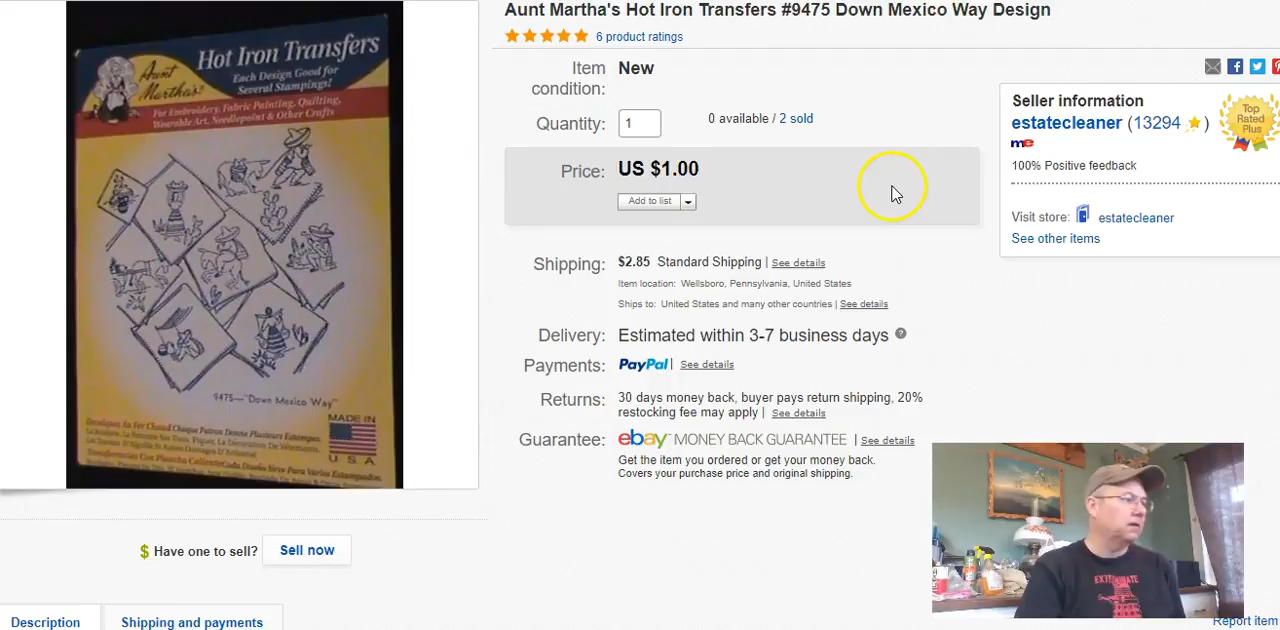 Aunt Martha's Hot Iron Transfers #9475 Down Mexico Way Design
6 product ratings
Item condition: New
Quantity: 1 0 available / 2 sold
Price: US $1.00
Add to list
Shipping: $2.85 Standard Shipping | See details
Item location: Wellsboro, Pennsylvania, United States
Ships to: United States and many other countries | See details
Delivery: Estimated within 3-7 business days
Payments: PayPal | See details
Returns: 30 days money back, buyer pays return shipping, 20%
restocking fee may apply | See details
Guarantee: ebay MONEY BACK GUARANTEE | See details
Get the item you ordered or get your money back.
Covers your purchase price and original shipping.
Seller information
estatecleaner (13294 )
me
100% Positive feedback
Top
Rated
Plus
Visit store: estatecleaner
See other items
Hot Iron Transfers
Aunt
Martha's
Each Design Good for
Several Stampings!
For Embroidery, Fabric Painting, Quilting,
Wearable Art, Needlepoint & Other Crafts
9475—"Down Mexico Way"
MADE IN
U.S.A
$ Have one to sell? Sell now
EXTERMINATE
Description
Shipping and payments
Report item